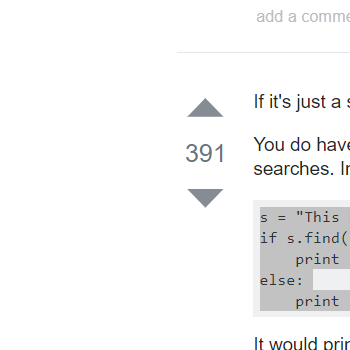 add a comme
If it's just a s
391
You do have
searches. In
s = "This
if s.find(
print
else:
print
It would prin